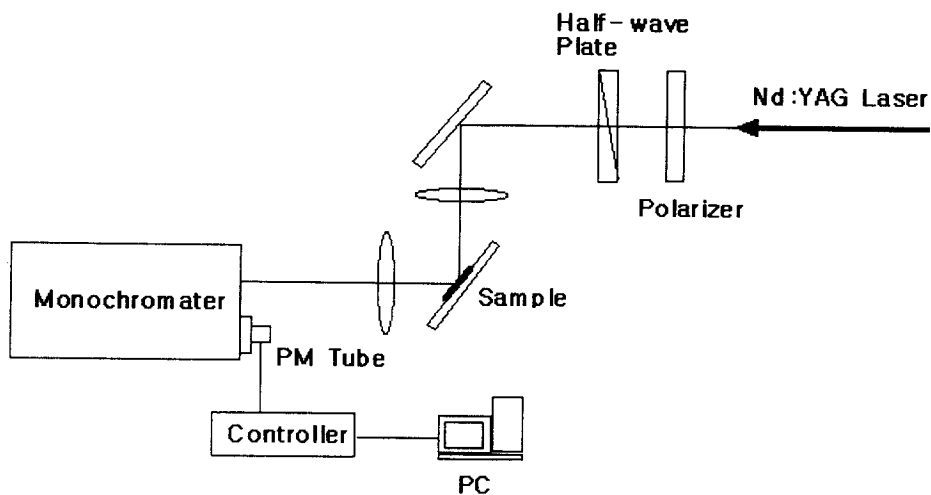 Half-wave
Plate
Nd:YAG Laser
Polarizer
Monochromater
Sample
PM Tube
Controller
PC